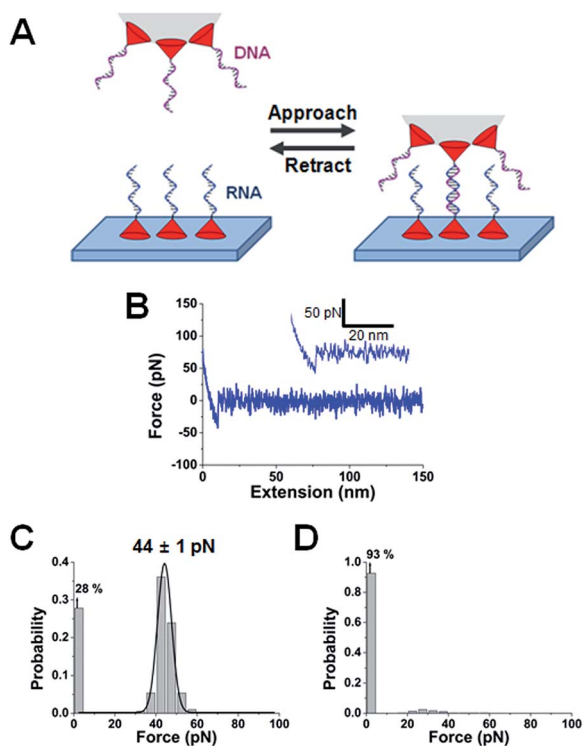 A
DNA
Approach
Retract
RNA
B
150
100
50
0
-50
-100
Force (pN)
50 pN
20 nm
0
50
100
150
Extension (nm)
C
44 ± 1 pN
D
0.4
0.3
0.2
0.1
0.0
Probability
28 %
0
20
40
60
80
100
Force (pN)
1.0
0.8
0.6
0.4
0.2
0.0
Probability
93 %
0
20
40
60
80
100
Force (pN)